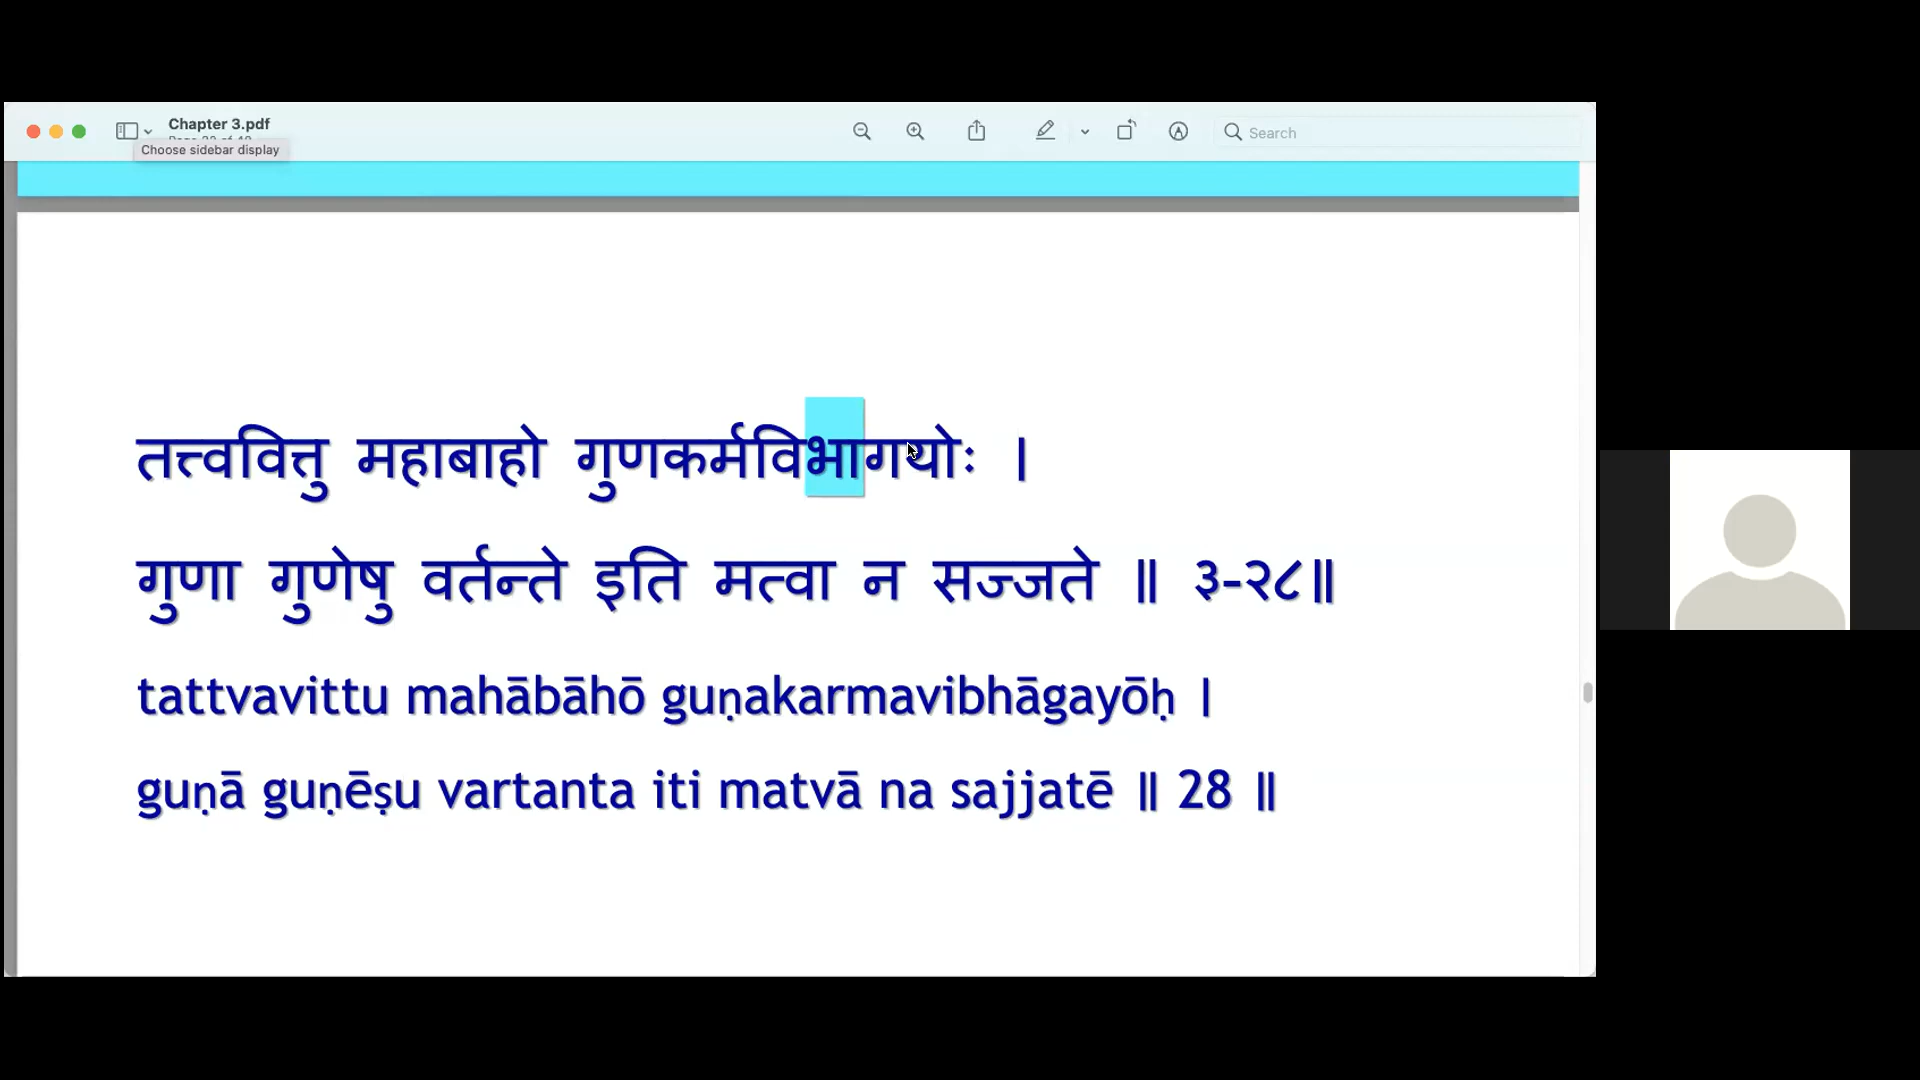 Chapter 3.pdf
Choose sidebar display
Search
तत्त्ववित्तु महाबाहो गुणकर्मविभागयोः ।
गुणा गुणेषु वर्तन्ते इति मत्वा न सज्जते ॥ ३-२८॥
tattvavittu mahābāhō guṇakarmavibhāgayōḥ |
guṇā guṇēṣu vartanta iti matvā na sajjatē ॥ 28 ॥